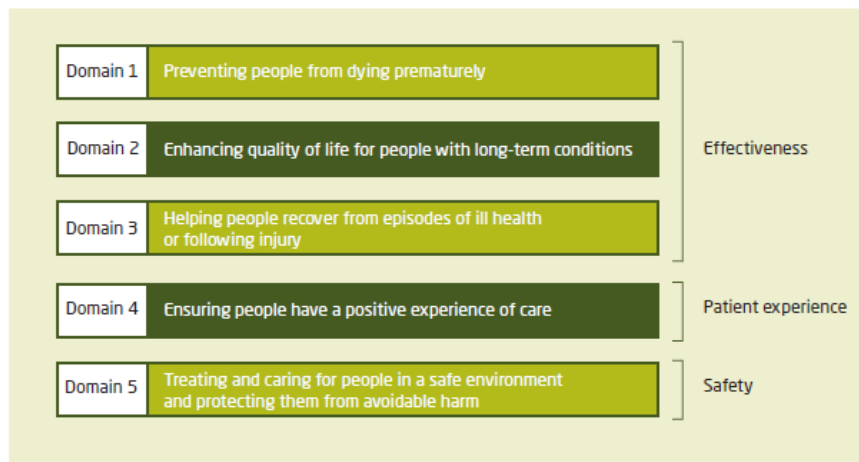 Domain 1
Preventing people from dying prematurely
Domain 2
Enhancing quality of life for people with long-term conditions
Effectiveness
Domain 3
Helping people recover from episodes of ill health
or following injury
Domain 4
Ensuring people have a positive experience of care
Patient experience
Domain 5
Treating and caring for people in a safe environment
and protecting them from avoidable harm
Safety